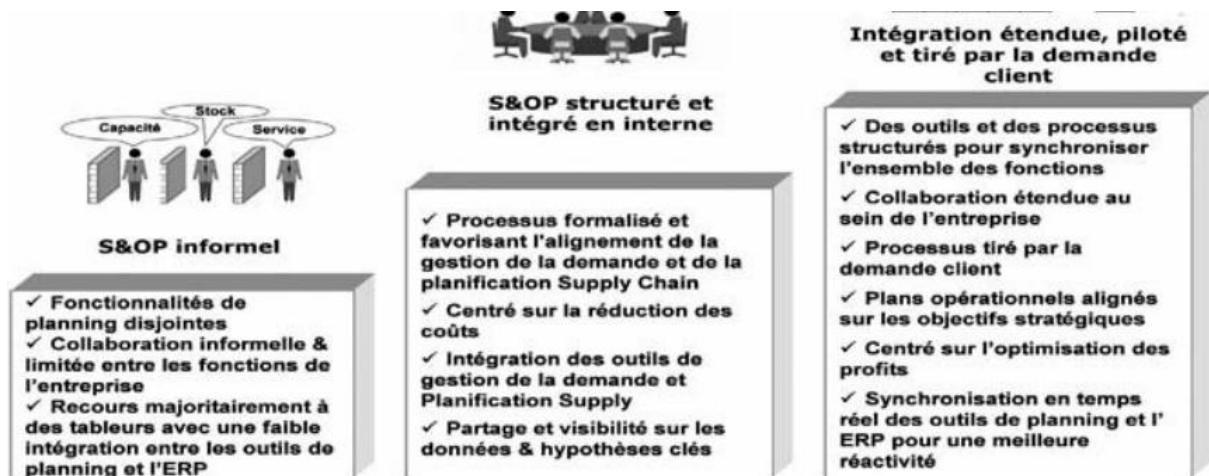 Capacité
Stock
Service
S&OP informel
✓ Fonctionnalités de
planning disjointes
✓ Collaboration informelle &
limitée entre les fonctions de
l'entreprise
✓ Recours majoritairement à
des tableurs avec une faible
intégration entre les outils de
planning et l'ERP
S&OP structuré et
intégré en interne
✓ Processus formalisé et
favorisant l'alignement de la
gestion de la demande et de la
planification Supply Chain
✓ Centré sur la réduction des
coûts
✓ Intégration des outils de
gestion de la demande et
Planification Supply
✓ Partage et visibilité sur les
données & hypothèses clés
Intégration étendue, piloté
et tiré par la demande
client
✓ Des outils et des processus
structurés pour synchroniser
l'ensemble des fonctions
✓ Collaboration étendue au
sein de l'entreprise
✓ Processus tiré par la
demande client
✓ Plans opérationnels alignés
sur les objectifs stratégiques
✓ Centré sur l'optimisation des
profits
✓ Synchronisation en temps
réel des outils de planning et l'
ERP pour une meilleure
réactivité